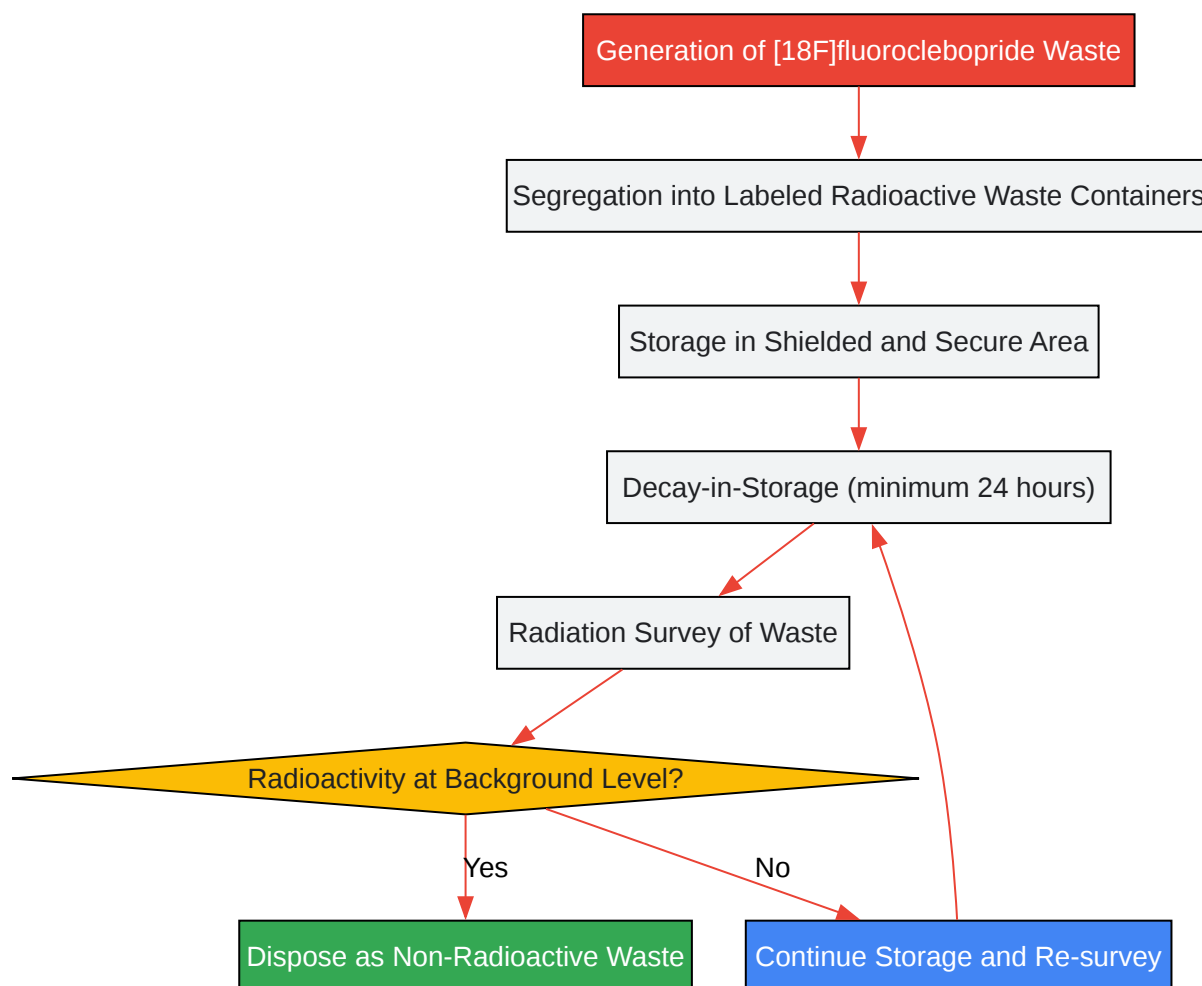 Generation of [18F]fluoroclebopride Waste
Segregation into Labeled Radioactive Waste Containers
Storage in Shielded and Secure Area
Decay-in-Storage (minimum 24 hours)
Radiation Survey of Waste
Radioactivity at Background Level?
Yes
No
Dispose as Non-Radioactive Waste
Continue Storage and Re-survey